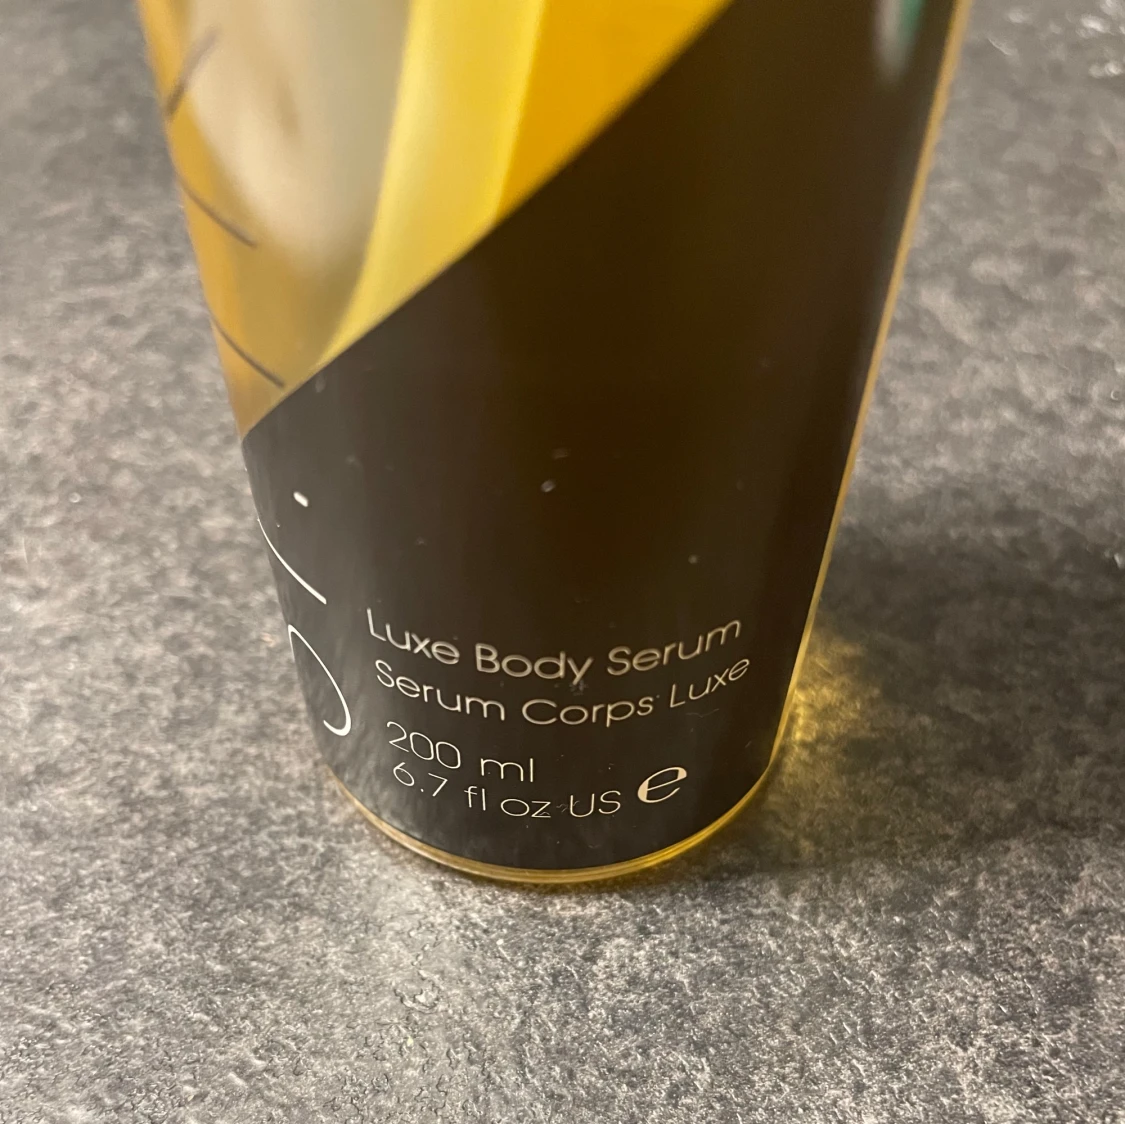 Luxe Body Serum
Serum Corps Luxe
200 ml
6.7 fl oz US ℮